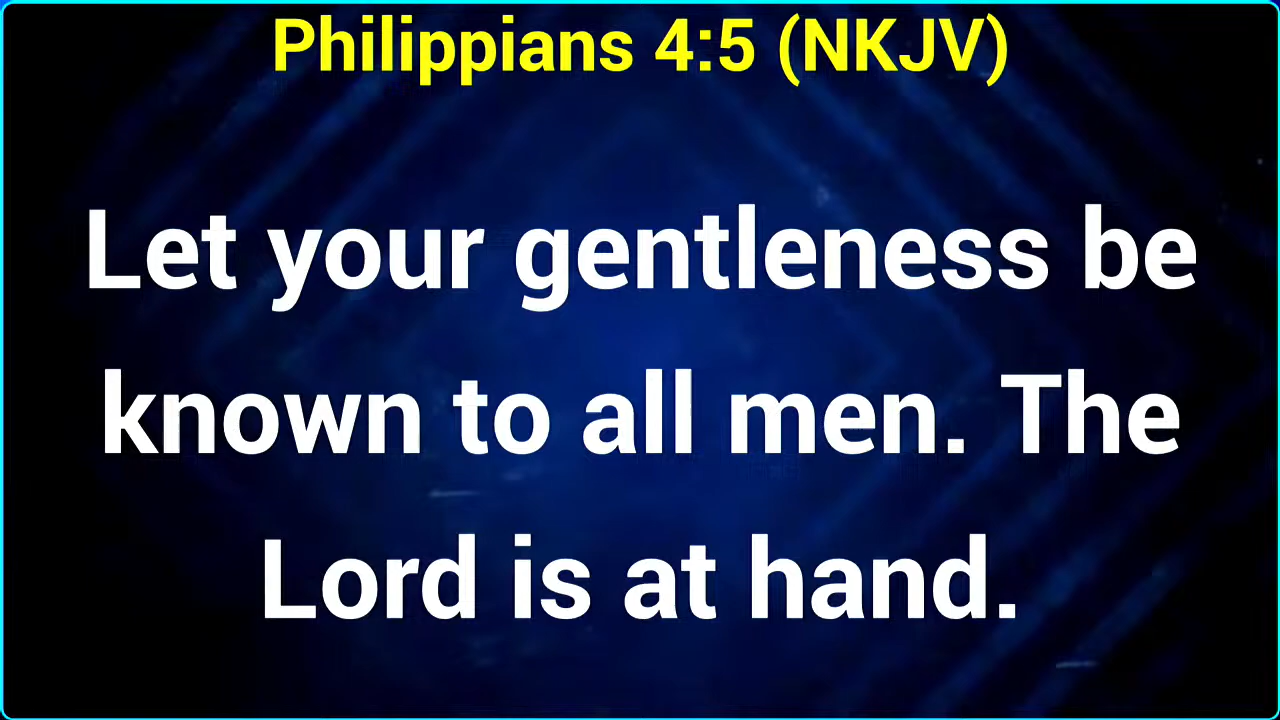 Philippians 4:5 (NKJV)
Let your gentleness be
known to all men. The
Lord is at hand.